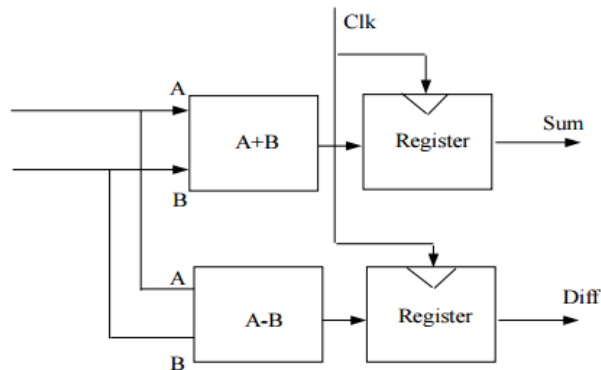 Clk
A
A+B
Register
Sum
B
A
A-B
Register
Diff
B